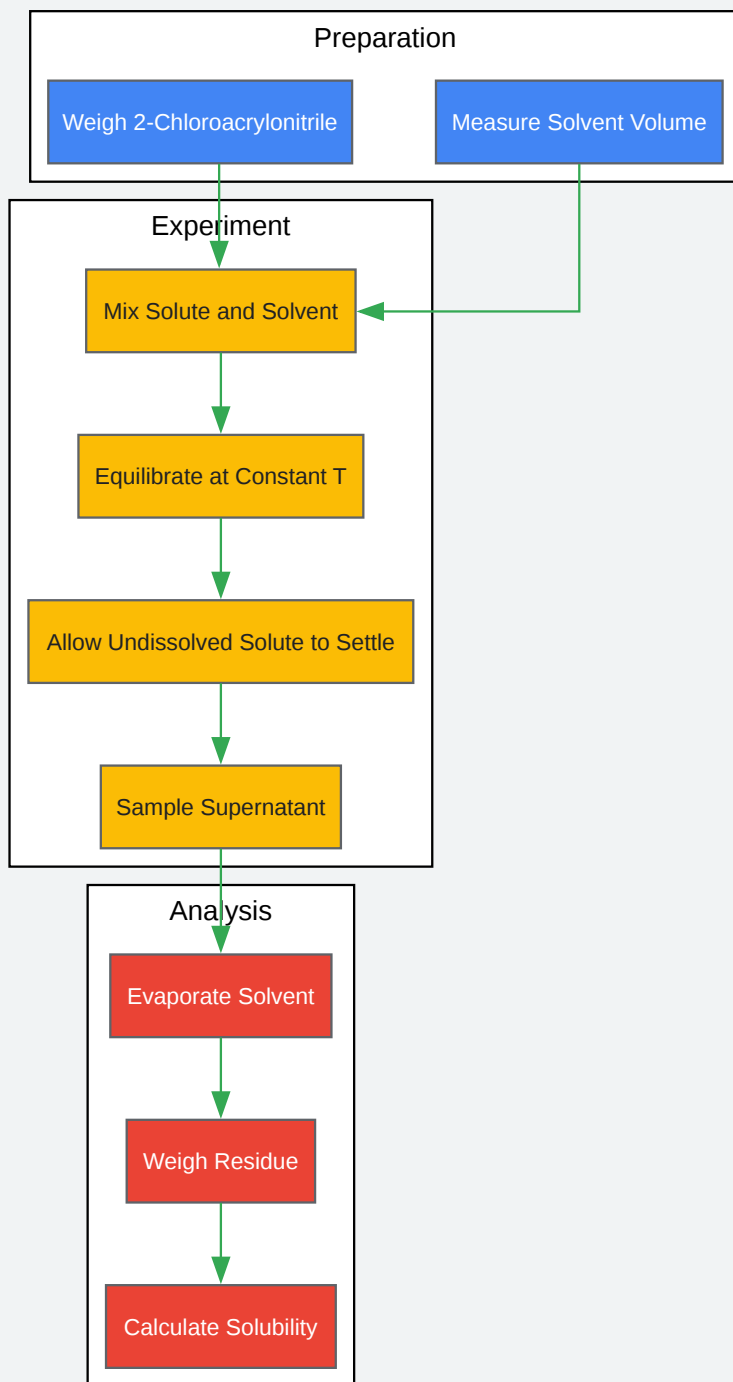 Preparation
Weigh 2-Chloroacrylonitrile
Measure Solvent Volume
Experiment
Mix Solute and Solvent
Equilibrate at Constant T
Allow Undissolved Solute to Settle
Sample Supernatant
Analysis
Evaporate Solvent
Weigh Residue
Calculate Solubility